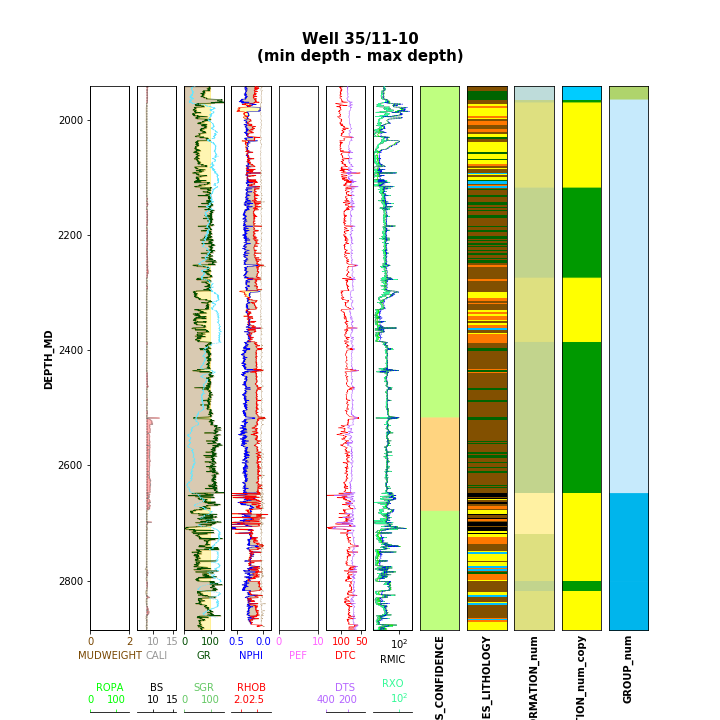 Well 35/11-10
(min depth - max depth)
2000
2200
2400
2600
2800
DEPTH_MD
0 2
MUDWEIGHT
10 15
CALI
0 100
GR
0.5 0.0
NPHI
0 10
PEF
100 50
DTC
10²
RMIC
ROPA
0 100
BS
10 15
SGR
0 100
RHOB
2.02.5
DTS
400 200
RXO
10²
S_CONFIDENCE
ES_LITHOLOGY
RMATION_num
TION_num_copy
GROUP_num